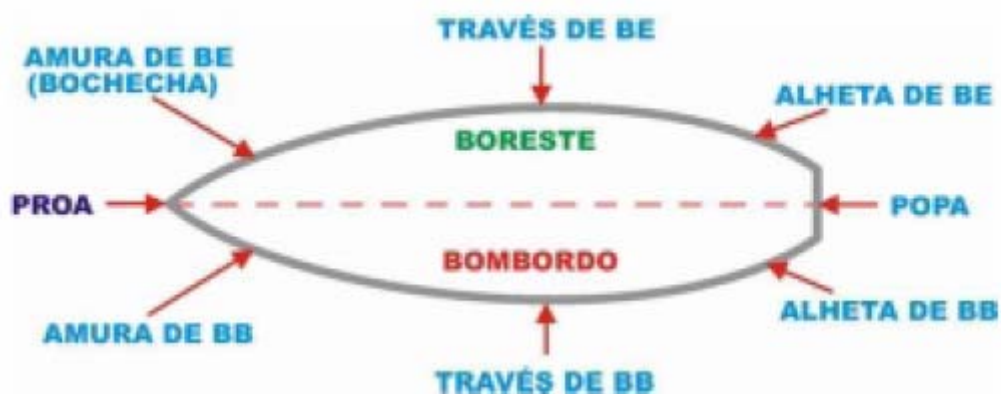 TRAVÉS DE BE
AMURA DE BE
(BOCHECHA)
ALHETA DE BE
BORESTE
PROA
POPA
BOMBORDO
AMURA DE BB
ALHETA DE BB
TRAVÉS DE BB